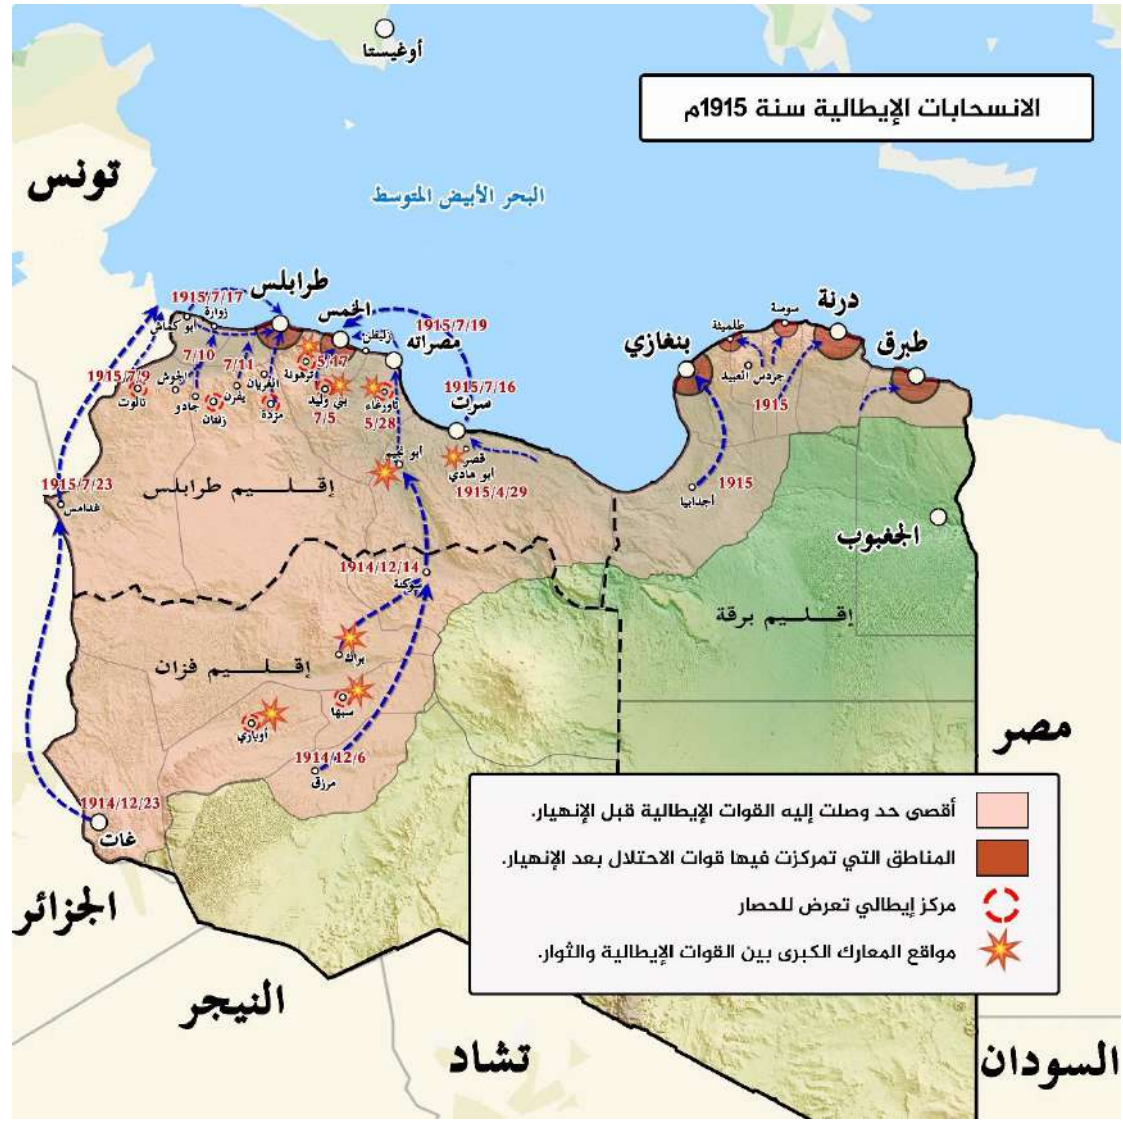 أوغيستا
الانسحابات الإيطالية سنة 1915م
تونس
البحر الأبيض المتوسط
طرابلس
درنة
1915/7/17
زوارة
أبو كماش
الخمس
سوسة
طلميثة
زليطن
1915/7/19
مصراته
بنغازي
طبرق
7/10
7/11
5/17
ترهونة
1915/7/9
نالوت
الجوش
جادو
زنتان
يفرن
الغريان
مزدة
بني وليد
7/5
تاورغاء
5/28
1915/7/16
سرت
جردس العبيد
1915
أبو نجيم
قصر
أبو هادي
1915/4/29
1915
اجدابيا
إقليم طرابلس
1915/7/23
غدامس
الجغبوب
1914/12/14
سوكنة
إقليم برقة
براك
إقليم فزان
سبها
أوباري
مصر
1914/12/6
مرزق
1914/12/23
غات
أقصى حد وصلت إليه القوات الإيطالية قبل الإنهيار.
المناطق التي تمركزت فيها قوات الاحتلال بعد الإنهيار.
مركز إيطالي تعرض للحصار
مواقع المعارك الكبرى بين القوات الإيطالية والثوار.
الجزائر
النيجر
تشاد
السودان